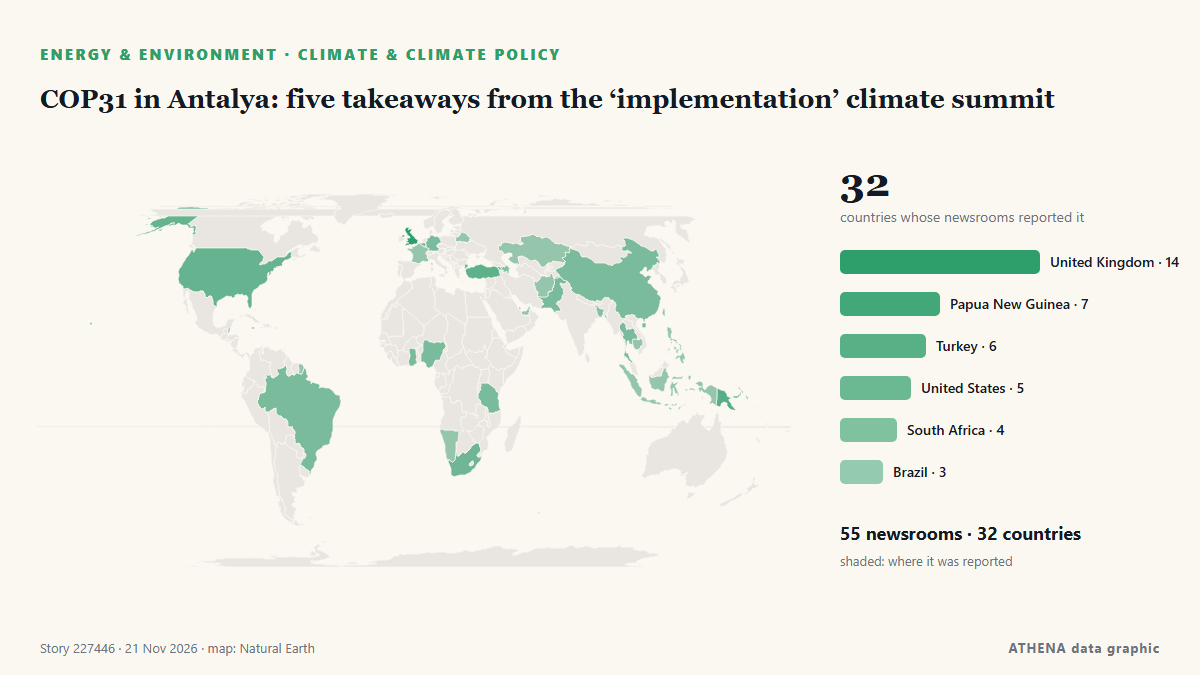 ENERGY & ENVIRONMENT · CLIMATE & CLIMATE POLICY
COP31 in Antalya: five takeaways from the ‘implementation’ climate summit
32
countries whose newsrooms reported it
United Kingdom · 14
Papua New Guinea · 7
Turkey · 6
United States · 5
South Africa · 4
Brazil · 3
55 newsrooms · 32 countries
shaded: where it was reported
Story 227446 · 21 Nov 2026 · map: Natural Earth
ATHENA data graphic